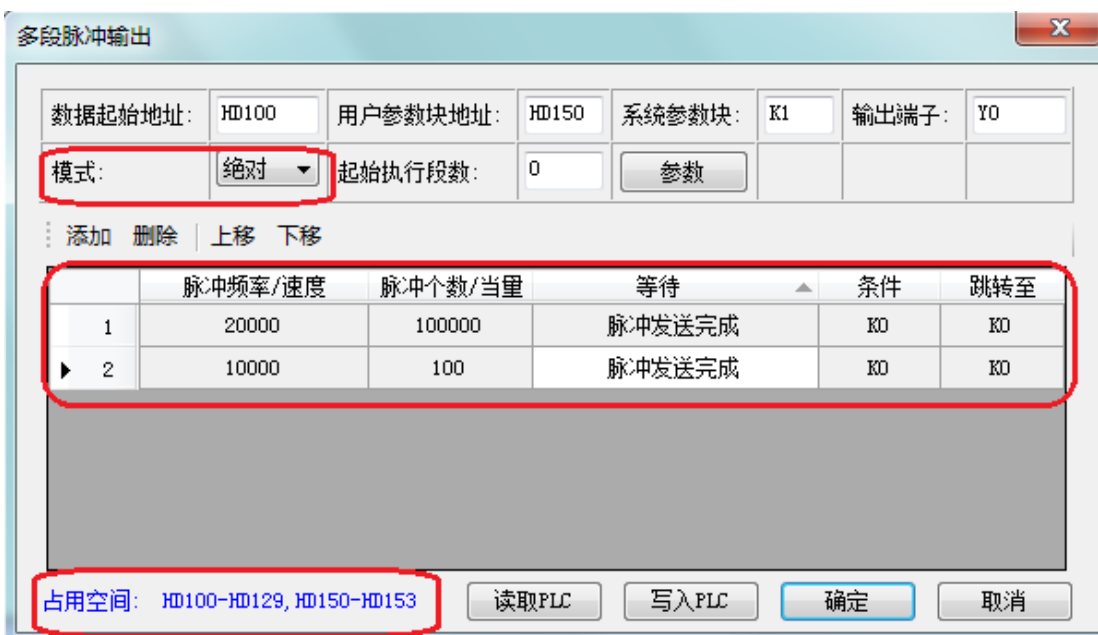 多段脉冲输出
数据起始地址: HD100 用户参数块地址: HD150 系统参数块: K1 输出端子: Y0
模式: 绝对 起始执行段数: 0 参数
添加 删除 上移 下移
脉冲频率/速度 脉冲个数/当量 等待 条件 跳转至
1 20000 100000 脉冲发送完成 K0 K0
2 10000 100 脉冲发送完成 K0 K0
占用空间: HD100-HD129,HD150-HD153 读取PLC 写入PLC 确定 取消